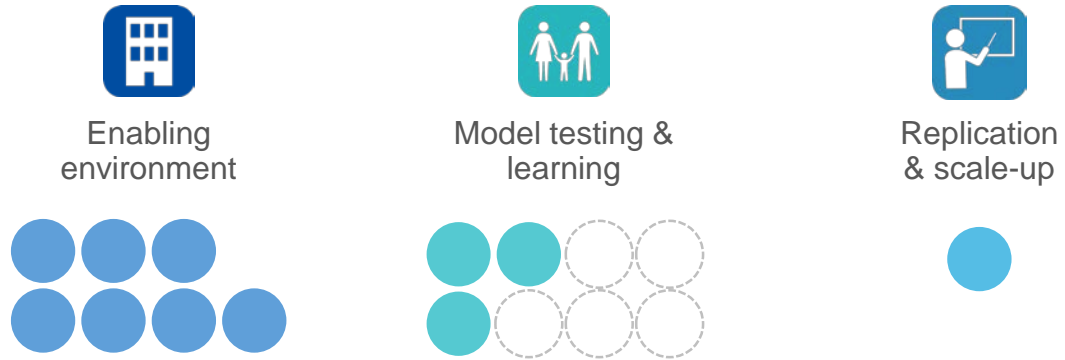 Enabling
environment
Model testing &
learning
Replication
& scale-up